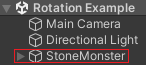 Rotation Example
Main Camera
Directional Light
StoneMonster